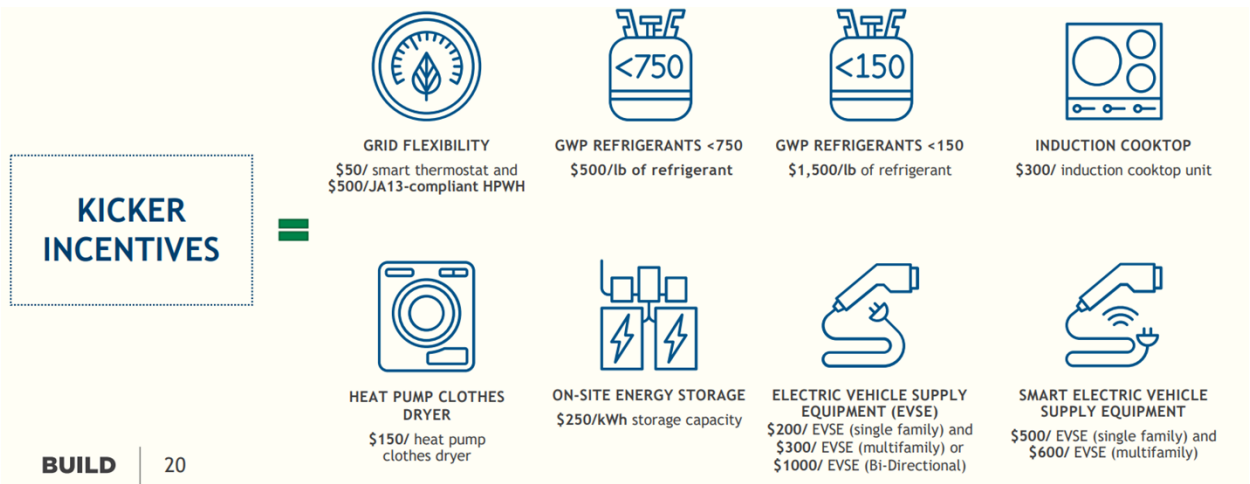 KICKER
INCENTIVES
GRID FLEXIBILITY
$50/ smart thermostat and
$500/JA13-compliant HPWH
<750
GWP REFRIGERANTS <750
$500/lb of refrigerant
<150
GWP REFRIGERANTS <150
$1,500/lb of refrigerant
INDUCTION COOKTOP
$300/ induction cooktop unit
HEAT PUMP CLOTHES
DRYER
$150/ heat pump
clothes dryer
ON-SITE ENERGY STORAGE
$250/kWh storage capacity
ELECTRIC VEHICLE SUPPLY
EQUIPMENT (EVSE)
$200/ EVSE (single family) and
$300/ EVSE (multifamily) or
$1000/ EVSE (Bi-Directional)
SMART ELECTRIC VEHICLE
SUPPLY EQUIPMENT
$500/ EVSE (single family) and
$600/ EVSE (multifamily)
BUILD 20